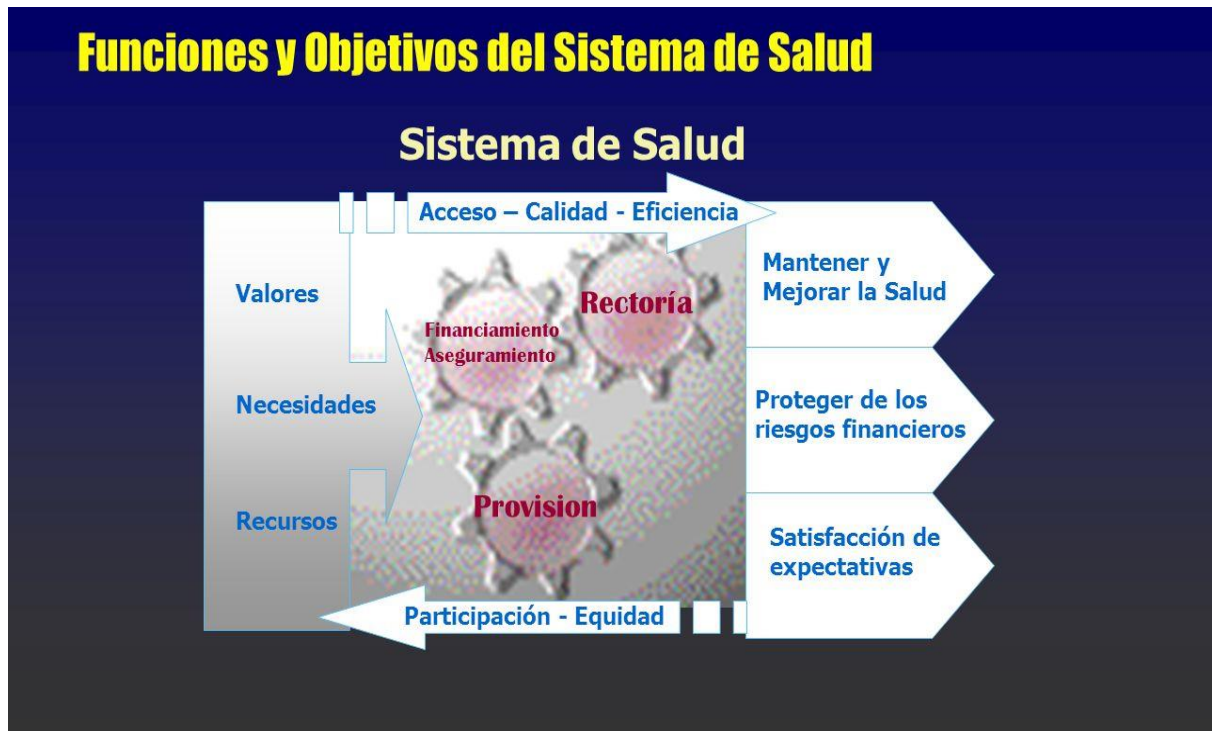 Funciones y Objetivos del Sistema de Salud
Sistema de Salud
Acceso – Calidad - Eficiencia
Valores
Necesidades
Recursos
Financiamiento
Aseguramiento
Rectoría
Provision
Mantener y
Mejorar la Salud
Proteger de los
riesgos financieros
Satisfacción de
expectativas
Participación - Equidad